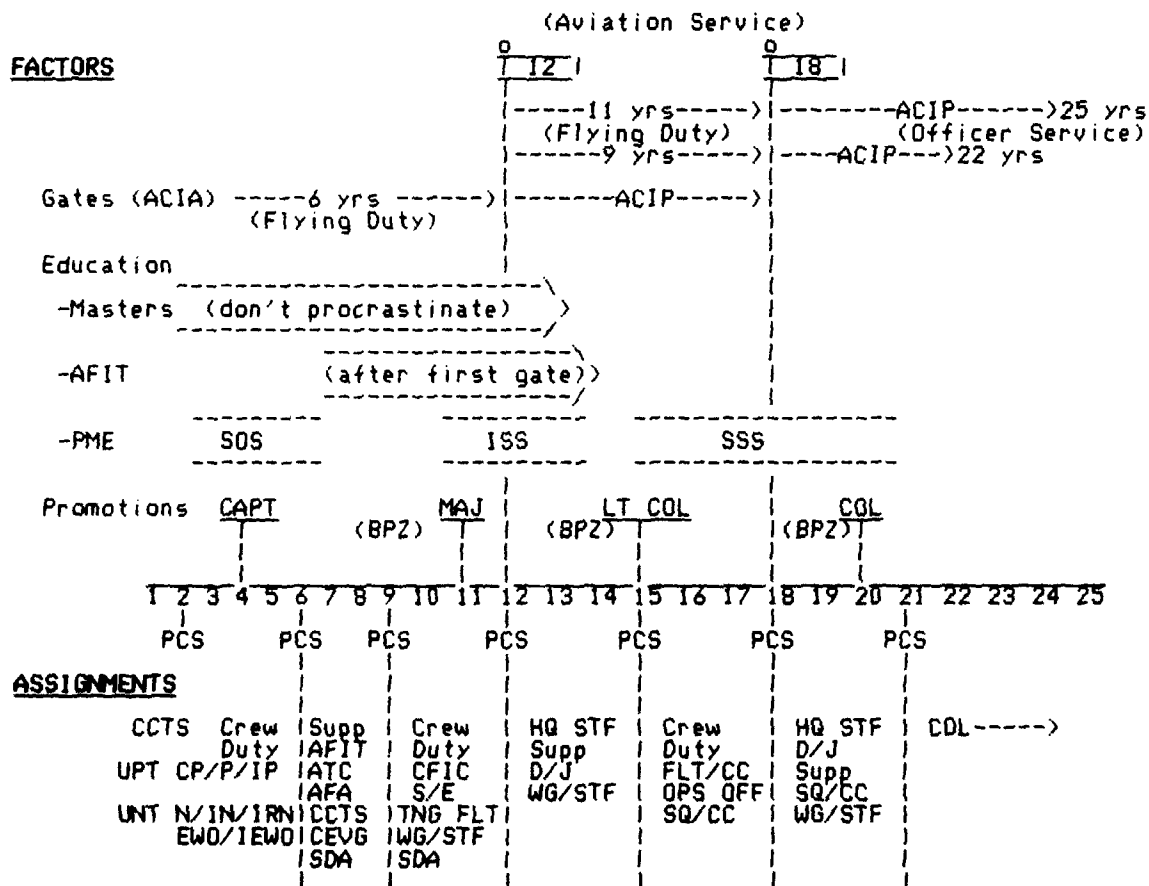 (Aviation Service)
FACTORS 12 18
-----11 yrs-----> -------ACIP------>25 yrs
(Flying Duty) (Officer Service)
-----9 yrs-----> ----ACIP--->22 yrs
Gates (ACIA) -----6 yrs -----> -------ACIP----->
(Flying Duty)
Education
-Masters (don't procrastinate)
-AFIT (after first gate)
-PME SOS ISS SSS
Promotions CAPT MAJ LT COL COL
(BPZ) (BPZ) (BPZ)
1 2 3 4 5 6 7 8 9 10 11 12 13 14 15 16 17 18 19 20 21 22 23 24 25
PCS PCS PCS PCS PCS PCS PCS
ASSIGNMENTS
CCTS Crew Supp Crew HQ STF Crew HQ STF COL----->
Duty AFIT Duty Supp Duty D/J
UPT CP/P/IP ATC CFIC D/J FLT/CC Supp
AFA S/E WG/STF OPS OFF SQ/CC
UNT N/IN/IRN CCTS TNG FLT SQ/CC WG/STF
EWO/IEWO CEVG WG/STF
SDA SDA